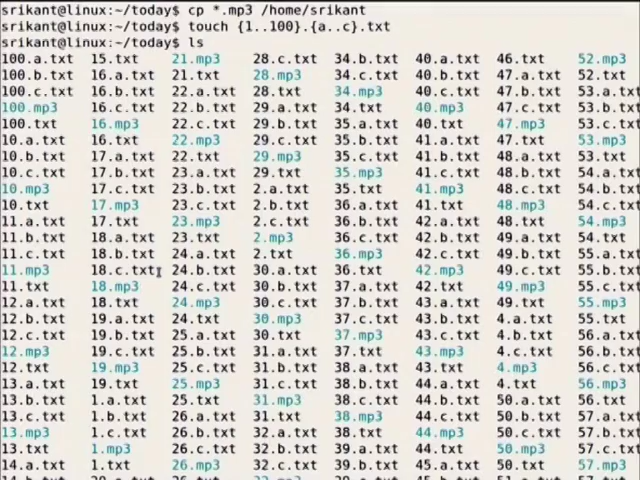 srikant@linux:~/today$ cp *.mp3 /home/srikant
srikant@linux:~/today$ touch {1..100}.{a..c}.txt
srikant@linux:~/today$ ls
100.a.txt 15.txt 21.mp3 28.c.txt 34.b.txt 40.a.txt 46.txt 52.mp3
100.b.txt 16.a.txt 21.txt 28.mp3 34.c.txt 40.b.txt 47.a.txt 52.txt
100.c.txt 16.b.txt 22.a.txt 28.txt 34.mp3 40.c.txt 47.b.txt 53.a.
100.mp3 16.c.txt 22.b.txt 29.a.txt 34.txt 40.mp3 47.c.txt 53.b.
100.txt 16.mp3 22.c.txt 29.b.txt 35.a.txt 40.txt 47.mp3 53.c.
10.a.txt 16.txt 22.mp3 29.c.txt 35.b.txt 41.a.txt 47.txt 53.mp3
10.b.txt 17.a.txt 22.txt 29.mp3 35.c.txt 41.b.txt 48.a.txt 53.txt
10.c.txt 17.b.txt 23.a.txt 29.txt 35.mp3 41.c.txt 48.b.txt 54.a.
10.mp3 17.c.txt 23.b.txt 2.a.txt 35.txt 41.mp3 48.c.txt 54.b.
10.txt 17.mp3 23.c.txt 2.b.txt 36.a.txt 41.txt 48.mp3 54.c.
11.a.txt 17.txt 23.mp3 2.c.txt 36.b.txt 42.a.txt 48.txt 54.mp3
11.b.txt 18.a.txt 23.txt 2.mp3 36.c.txt 42.b.txt 49.a.txt 54.txt
11.c.txt 18.b.txt 24.a.txt 2.txt 36.mp3 42.c.txt 49.b.txt 55.a.
11.mp3 18.c.txt 24.b.txt 30.a.txt 36.txt 42.mp3 49.c.txt 55.b.
11.txt 18.mp3 24.c.txt 30.b.txt 37.a.txt 42.txt 49.mp3 55.c.
12.a.txt 18.txt 24.mp3 30.c.txt 37.b.txt 43.a.txt 49.txt 55.mp3
12.b.txt 19.a.txt 24.txt 30.mp3 37.c.txt 43.b.txt 4.a.txt 55.txt
12.c.txt 19.b.txt 25.a.txt 30.txt 37.mp3 43.c.txt 4.b.txt 56.a.
12.mp3 19.c.txt 25.b.txt 31.a.txt 37.txt 43.mp3 4.c.txt 56.b.
12.txt 19.mp3 25.c.txt 31.b.txt 38.a.txt 43.txt 4.mp3 56.c.
13.a.txt 19.txt 25.mp3 31.c.txt 38.b.txt 44.a.txt 4.txt 56.mp3
13.b.txt 1.a.txt 25.txt 31.mp3 38.c.txt 44.b.txt 50.a.txt 56.txt
13.c.txt 1.b.txt 26.a.txt 31.txt 38.mp3 44.c.txt 50.b.txt 57.a.
13.mp3 1.c.txt 26.b.txt 32.a.txt 38.txt 44.mp3 50.c.txt 57.b.
13.txt 1.mp3 26.c.txt 32.b.txt 39.a.txt 44.txt 50.mp3 57.c.
14.a.txt 1.txt 26.mp3 32.c.txt 39.b.txt 45.a.txt 50.txt 57.mp3